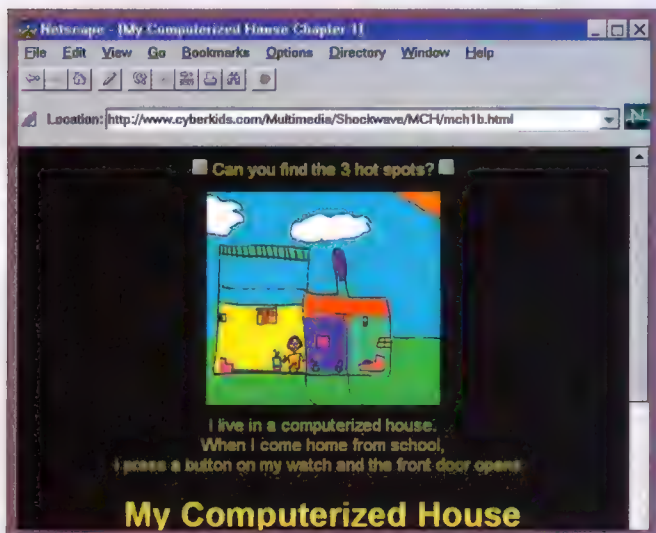 Netscape - [My Computerized House Chapter 1]
File Edit View Go Bookmarks Options Directory Window Help
Location: http://www.cyberkids.com/Multimedia/Shockwave/MCH/mch1b.html
N
Can you find the 3 hot spots?
I live in a computerized house.
When I come home from school,
I press a button on my watch and the front door opens
My Computerized House